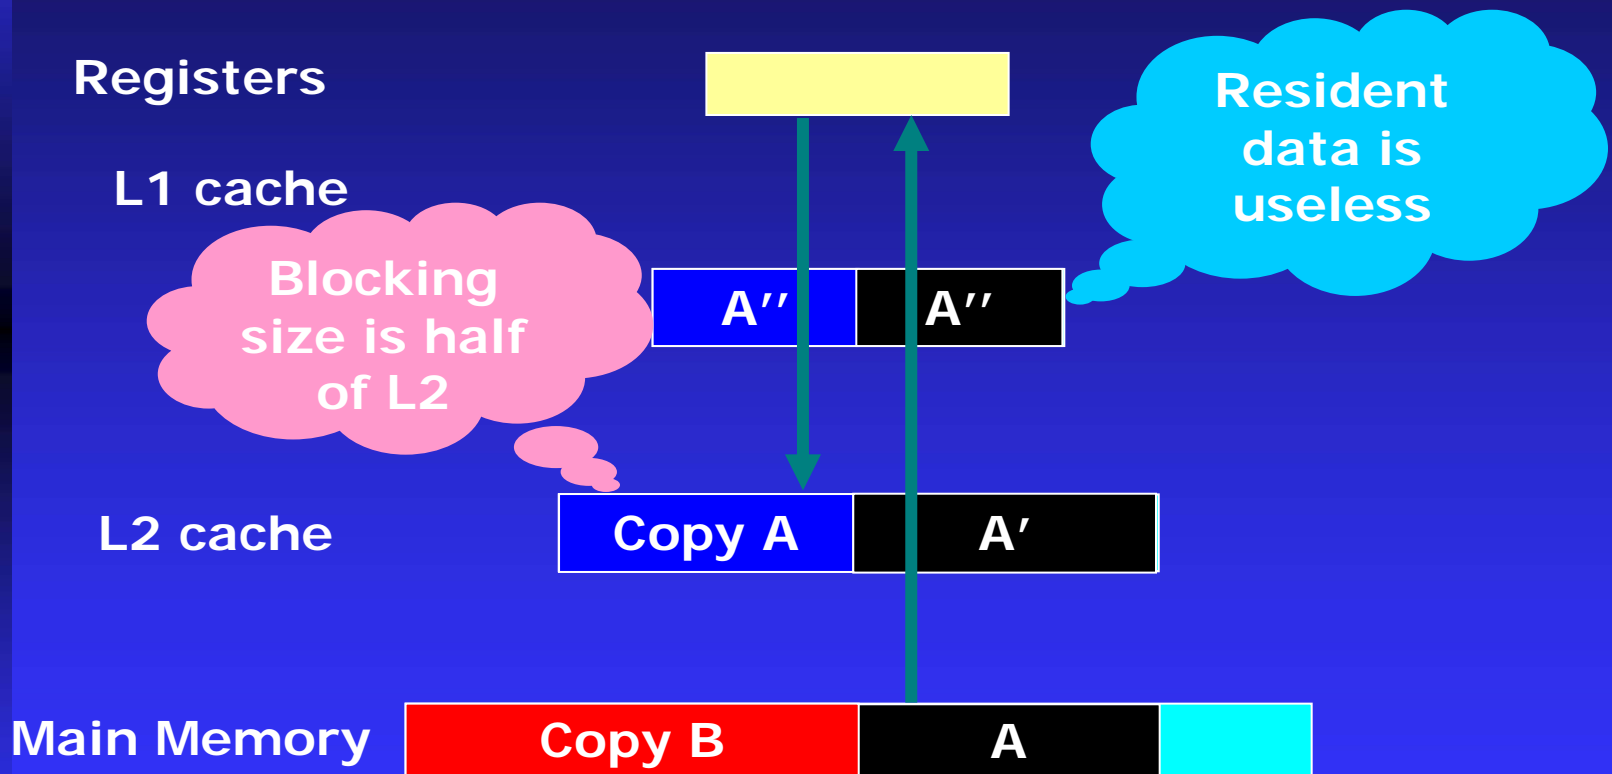 Registers
Resident
data is
useless
L1 cache
Blocking
size is half
of L2
A′′ A′′
L2 cache
Copy A A′
Main Memory
Copy B A